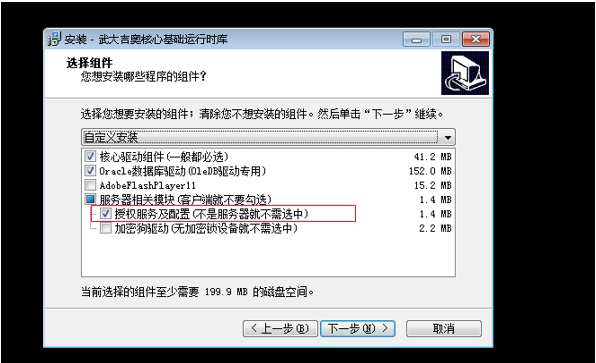 安装 - 武大吉奥核心基础运行时库
选择组件
您想安装哪些程序的组件?
选择您想要安装的组件；清除您不想安装的组件。然后单击“下一步”继续。
自定义安装
核心驱动组件(一般都必选) 41.2 MB
Oracle数据库驱动(OleDB驱动专用) 152.0 MB
AdobeFlashPlayer11 15.2 MB
服务器相关模块(客户端就不要勾选) 1.4 MB
授权服务及配置(不是服务器就不需选中) 1.4 MB
加密狗驱动(无加密锁设备就不需选中) 2.2 MB
当前选择的组件至少需要 199.9 MB 的磁盘空间。
< 上一步(B) 下一步(N) > 取消